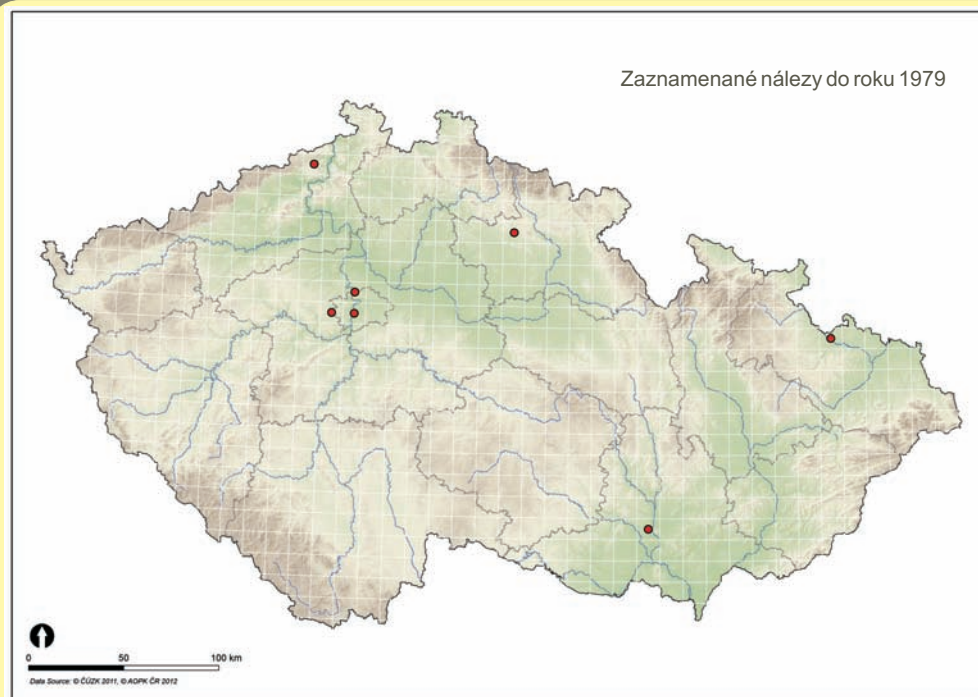 Zaznamenané nálezy do roku 1979
0 50 100 km
Data Source: © ČÚZK 2011, © AOPK ČR 2012